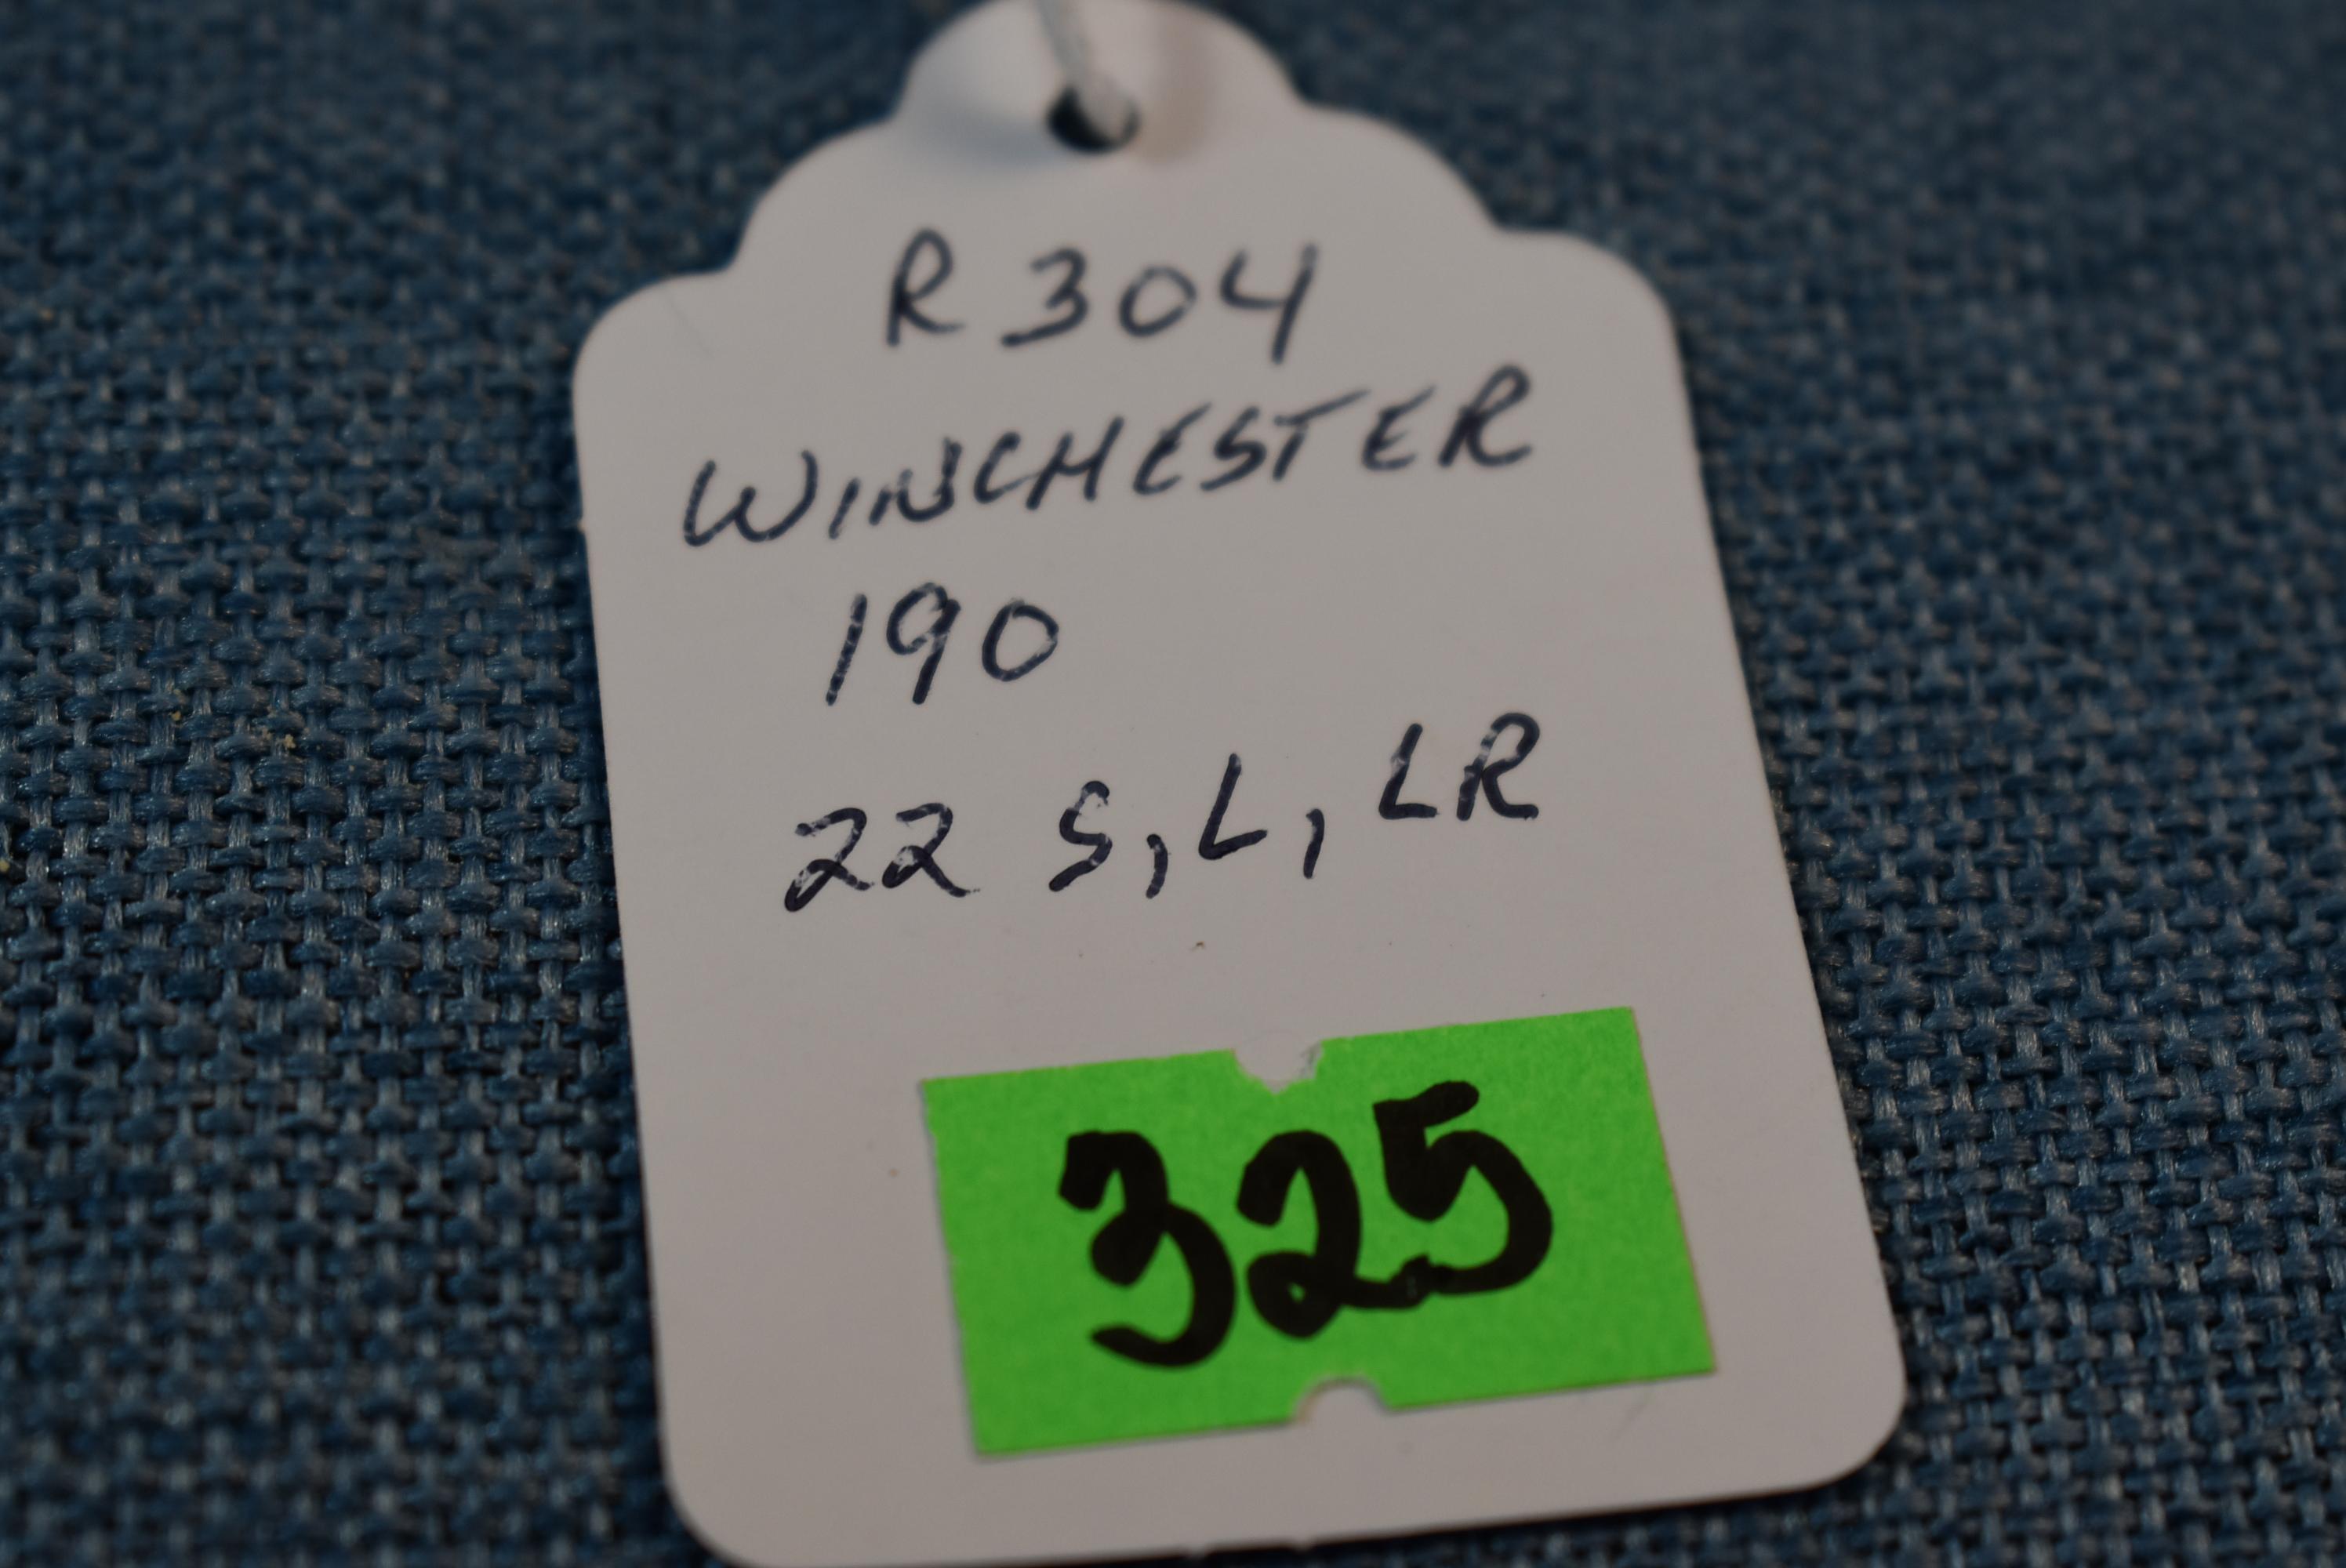 R304
WINCHESTER
190
22 S, L, LR
325